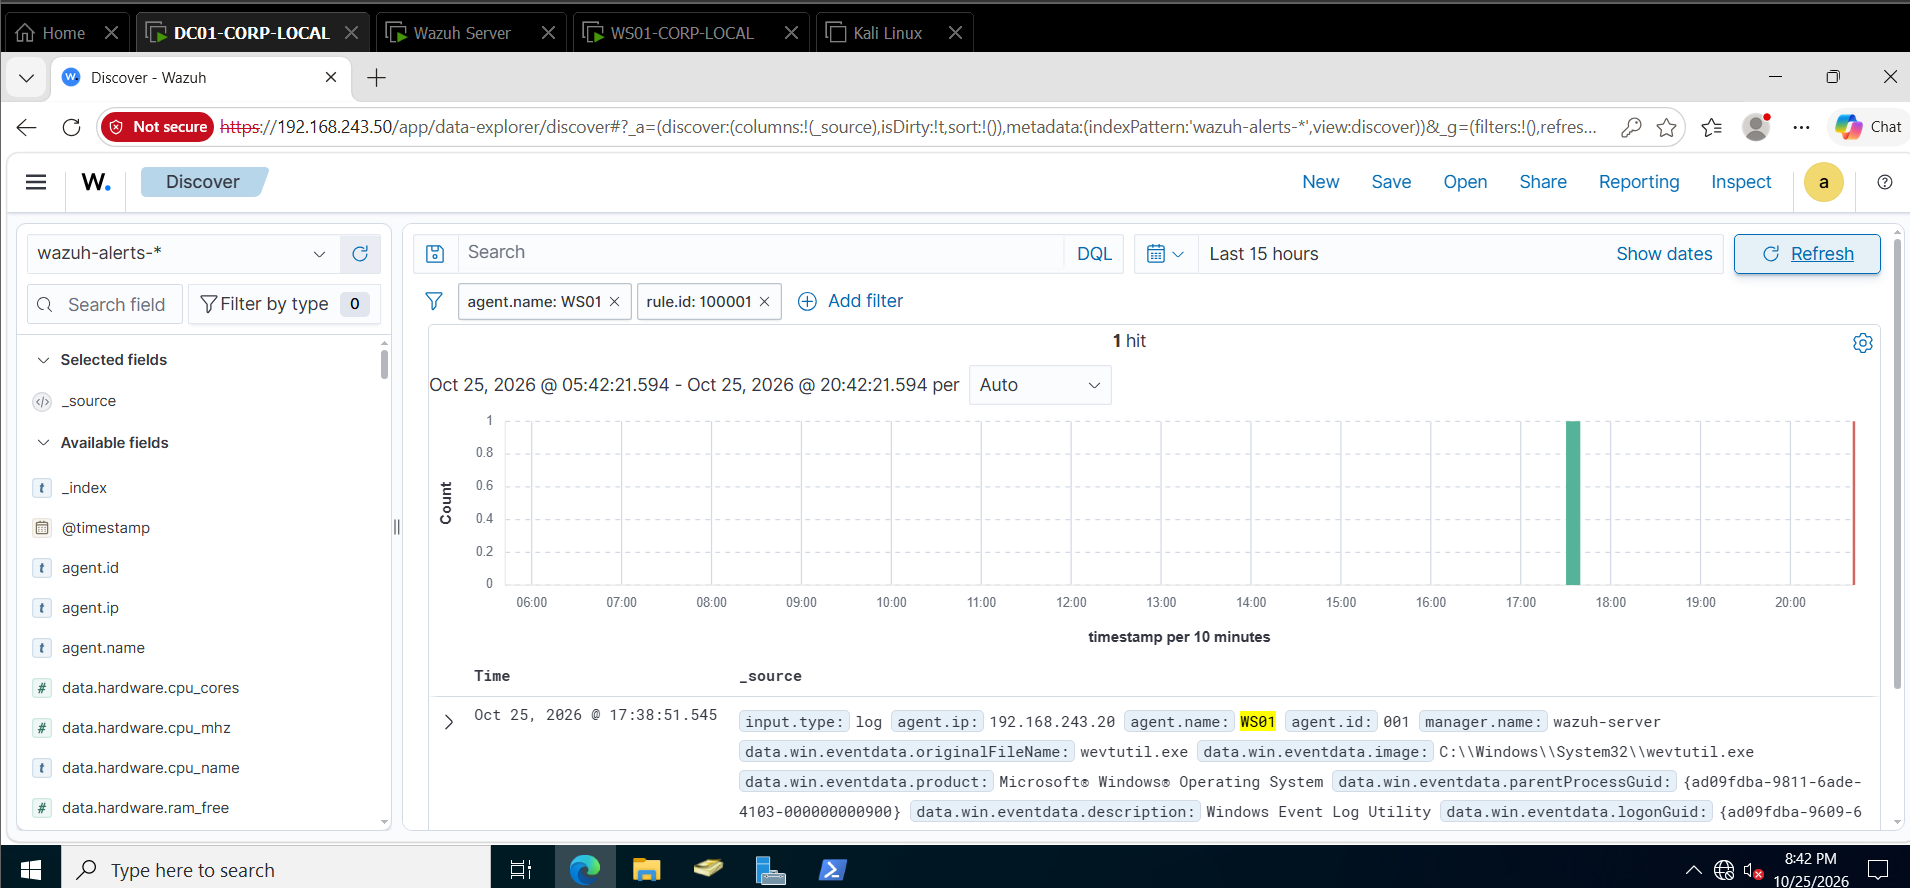 Home
DC01-CORP-LOCAL
Wazuh Server
WS01-CORP-LOCAL
Kali Linux
Discover - Wazuh
Not secure https://192.168.243.50/app/data-explorer/discover#?_a=(discover:(columns:!(_source),isDirty:!t,sort:!()),metadata:(indexPattern:'wazuh-alerts-*',view:discover))&_g=(filters:!(),refres...
Chat
W.
Discover
New
Save
Open
Share
Reporting
Inspect
a
wazuh-alerts-*
Search
DQL
Last 15 hours
Show dates
Refresh
Search field
Filter by type 0
agent.name: WS01
rule.id: 100001
Add filter
Selected fields
_source
Available fields
t _index
@timestamp
t agent.id
t agent.ip
t agent.name
# data.hardware.cpu_cores
# data.hardware.cpu_mhz
t data.hardware.cpu_name
# data.hardware.ram_free
1 hit
Oct 25, 2026 @ 05:42:21.594 - Oct 25, 2026 @ 20:42:21.594 per Auto
Count
1
0.8
0.6
0.4
0.2
0
06:00 07:00 08:00 09:00 10:00 11:00 12:00 13:00 14:00 15:00 16:00 17:00 18:00 19:00 20:00
timestamp per 10 minutes
Time _source
Oct 25, 2026 @ 17:38:51.545 input.type: log agent.ip: 192.168.243.20 agent.name: WS01 agent.id: 001 manager.name: wazuh-server
data.win.eventdata.originalFileName: wevtutil.exe data.win.eventdata.image: C:\\Windows\\System32\\wevtutil.exe
data.win.eventdata.product: Microsoft® Windows® Operating System data.win.eventdata.parentProcessGuid: {ad09fdba-9811-6ade-
4103-000000000900} data.win.eventdata.description: Windows Event Log Utility data.win.eventdata.logonGuid: {ad09fdba-9609-6
Type here to search
8:42 PM
10/25/2026